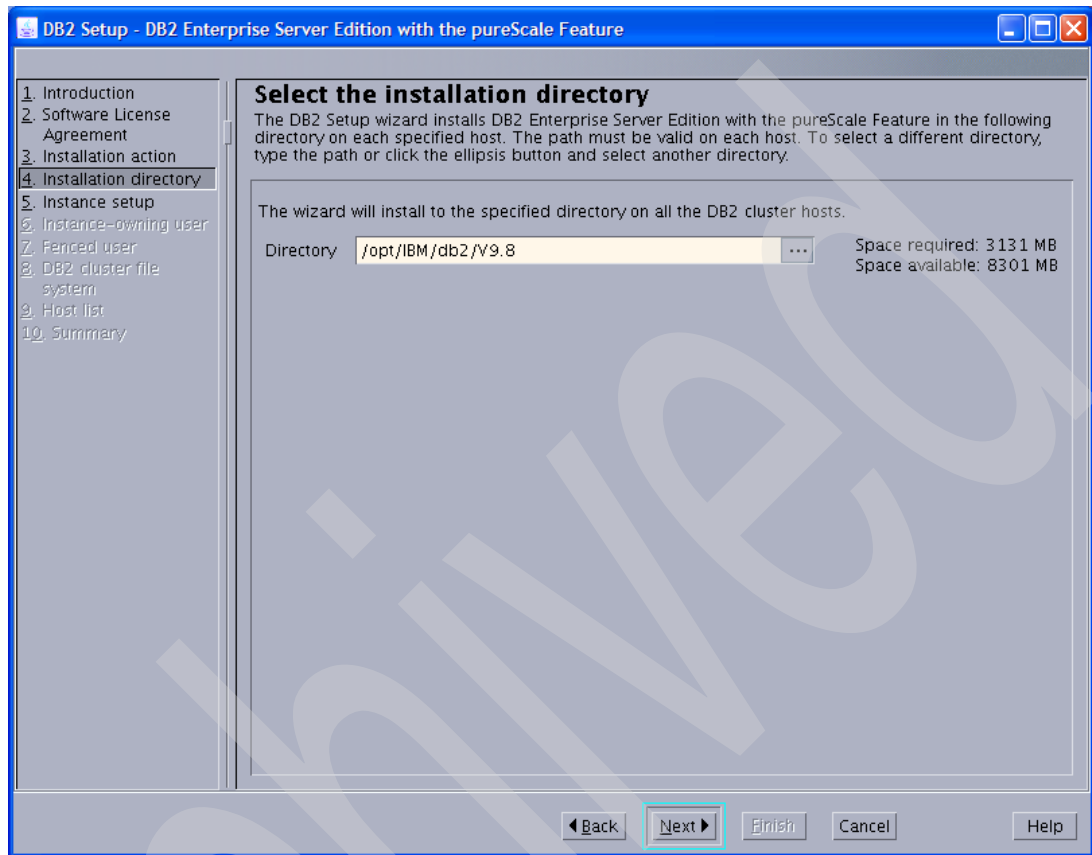 DB2 Setup - DB2 Enterprise Server Edition with the pureScale Feature
1. Introduction
2. Software License
Agreement
3. Installation action
4. Installation directory
5. Instance setup
6. Instance-owning user
7. Fenced user
8. DB2 cluster file
system
9. Host list
10. Summary
Select the installation directory
The DB2 Setup wizard installs DB2 Enterprise Server Edition with the pureScale Feature in the following
directory on each specified host. The path must be valid on each host. To select a different directory,
type the path or click the ellipsis button and select another directory.
The wizard will install to the specified directory on all the DB2 cluster hosts.
Directory /opt/IBM/db2/V9.8 ... Space required: 3131 MB
Space available: 8301 MB
Back Next Finish Cancel Help
hived